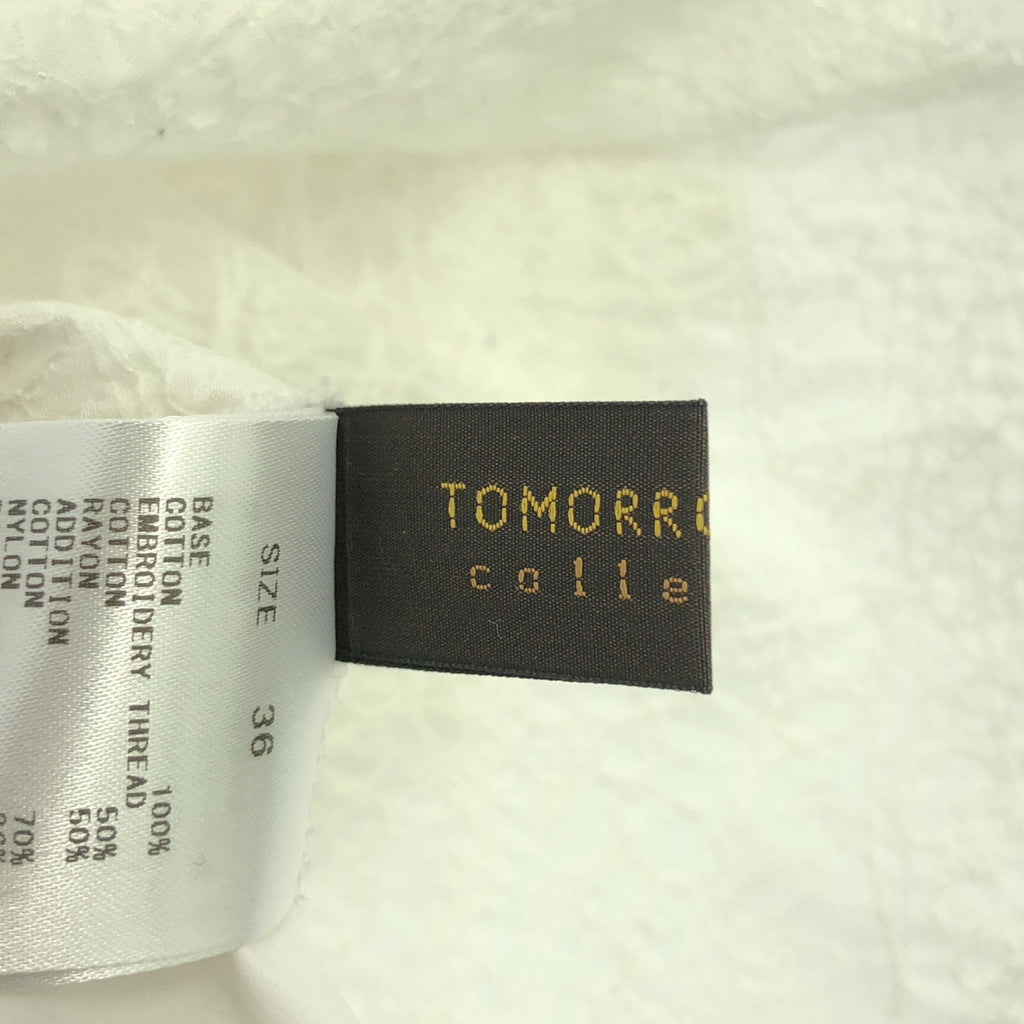 TOMORRO
colle
SIZE 36
BASE
COTTON 100%
EMBROIDERY THREAD
COTTON 50%
RAYON 50%
ADDITION
COTTON 70%
NYLON